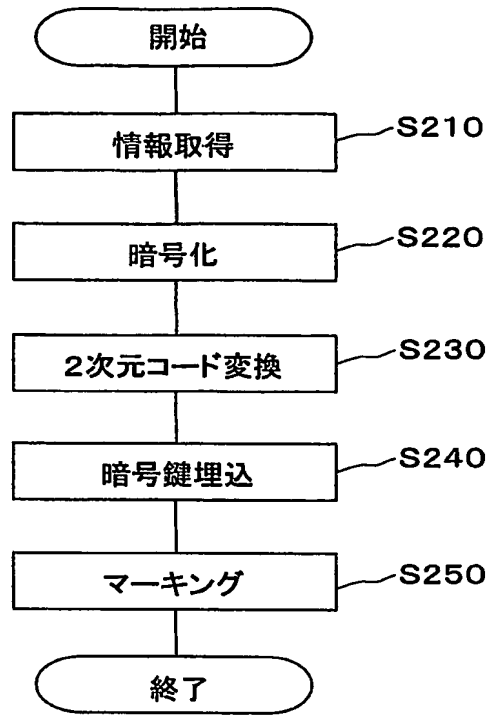 開始
情報取得 S210
暗号化 S220
2次元コード変換 S230
暗号鍵埋込 S240
マーキング S250
終了